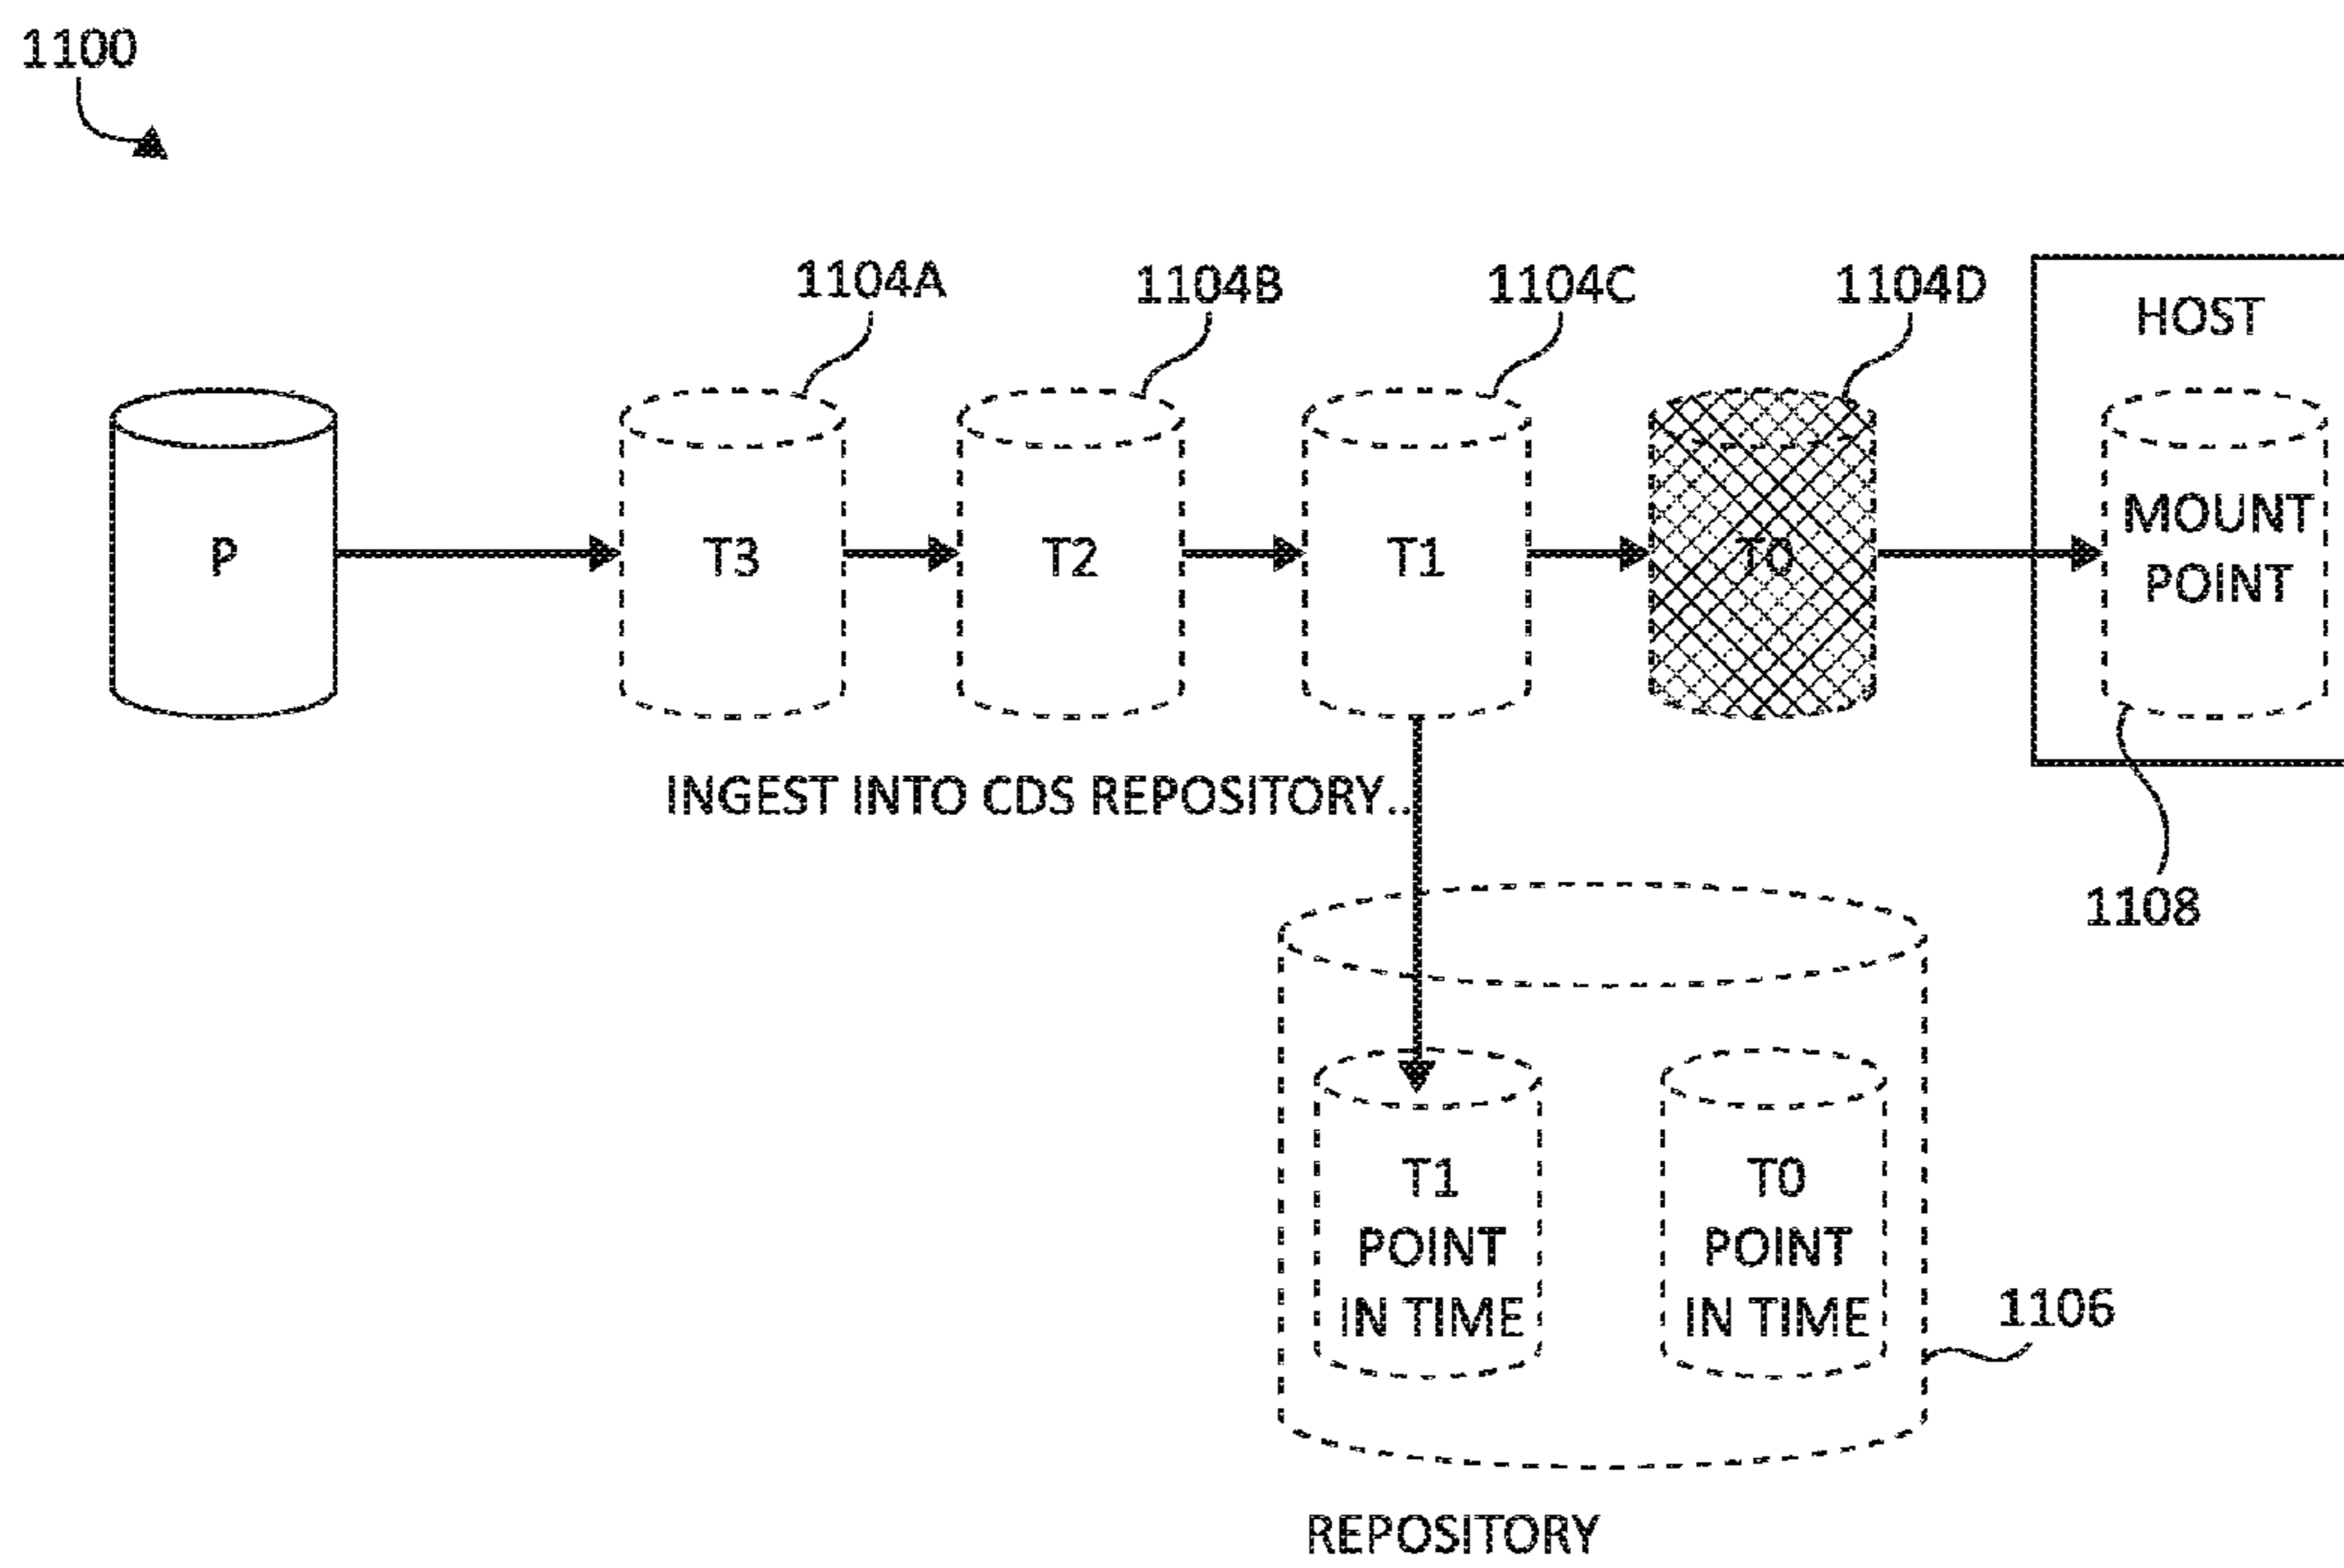 1100
1104A
1104B
1104C
1104D
HOST
P
T3
T2
T1
T0
MOUNT
POINT
INGEST INTO CDS REPOSITORY..
1108
T1
POINT
IN TIME
T0
POINT
IN TIME
1106
REPOSITORY